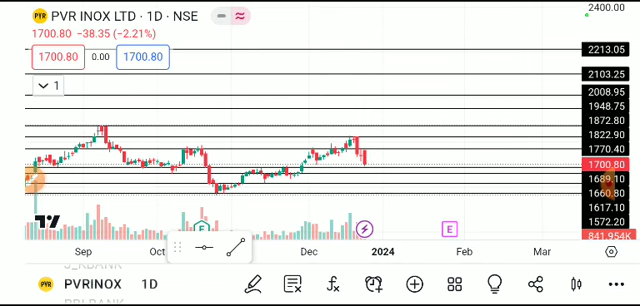 2400.00
PYR PVR INOX LTD · 1D · NSE
1700.80 −38.35 (−2.21%)
1700.80 0.00 1700.80
1
2213.05
2103.25
2008.95
1948.75
1872.80
1822.90
1770.40
1700.80
1689.10
1660.80
1617.10
1572.20
841.954K
E
E
Sep Oct Dec 2024 Feb Mar
PYR PVRINOX 1D